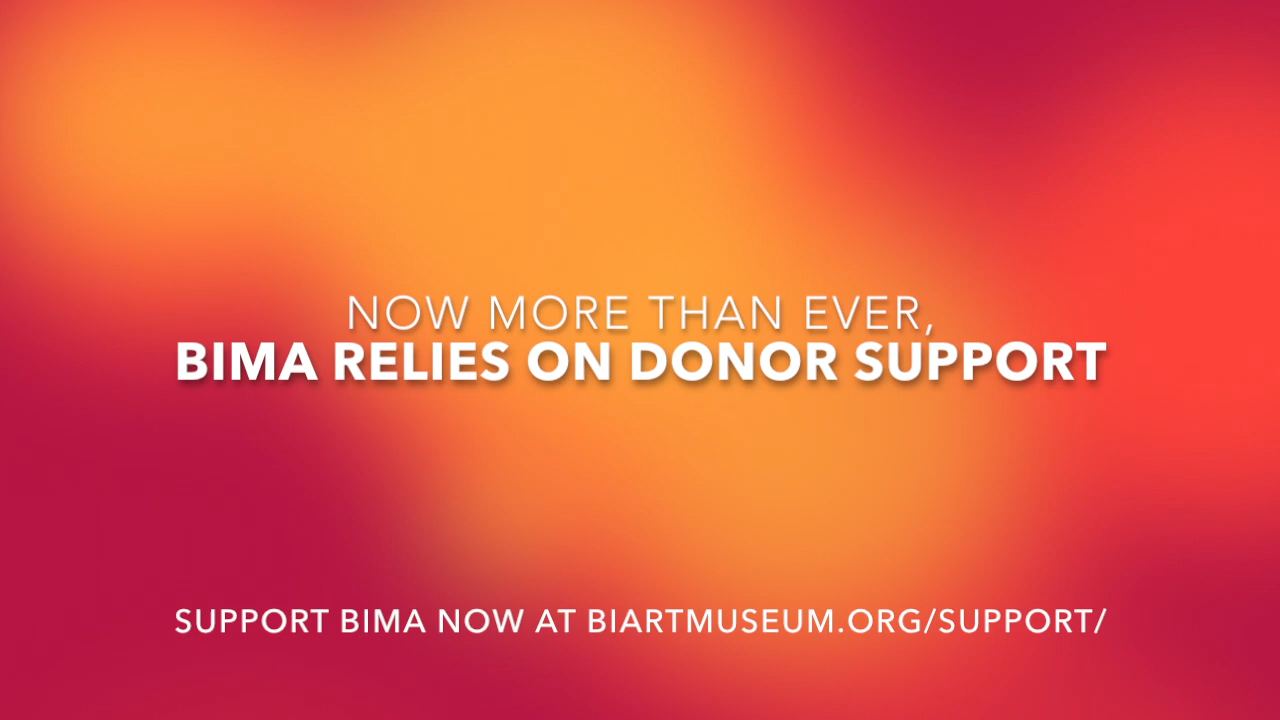 NOW MORE THAN EVER,
BIMA RELIES ON DONOR SUPPORT
SUPPORT BIMA NOW AT BIARTMUSEUM.ORG/SUPPORT/